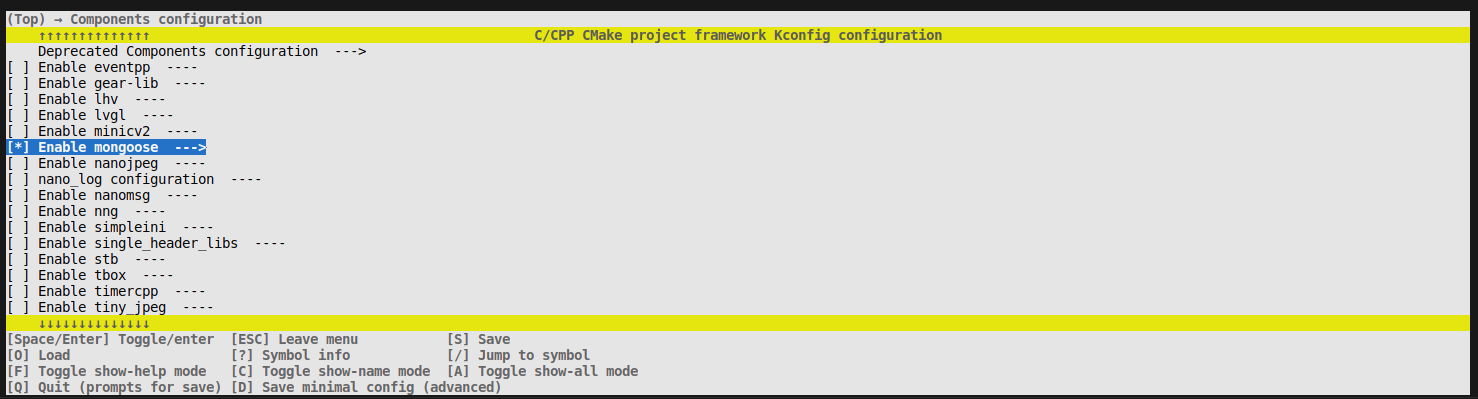 (Top) → Components configuration
↑↑↑↑↑↑↑↑↑↑↑↑↑↑ C/CPP CMake project framework Kconfig configuration
Deprecated Components configuration --->
[ ] Enable eventpp ----
[ ] Enable gear-lib ----
[ ] Enable lhv ----
[ ] Enable lvgl ----
[ ] Enable minicv2 ----
[*] Enable mongoose --->
[ ] Enable nanojpeg ----
[ ] nano_log configuration ----
[ ] Enable nanomsg ----
[ ] Enable nng ----
[ ] Enable simpleini ----
[ ] Enable single_header_libs ----
[ ] Enable stb ----
[ ] Enable tbox ----
[ ] Enable timercpp ----
[ ] Enable tiny_jpeg ----
↓↓↓↓↓↓↓↓↓↓↓↓↓↓
[Space/Enter] Toggle/enter [ESC] Leave menu [S] Save
[O] Load [?] Symbol info [/] Jump to symbol
[F] Toggle show-help mode [C] Toggle show-name mode [A] Toggle show-all mode
[Q] Quit (prompts for save) [D] Save minimal config (advanced)